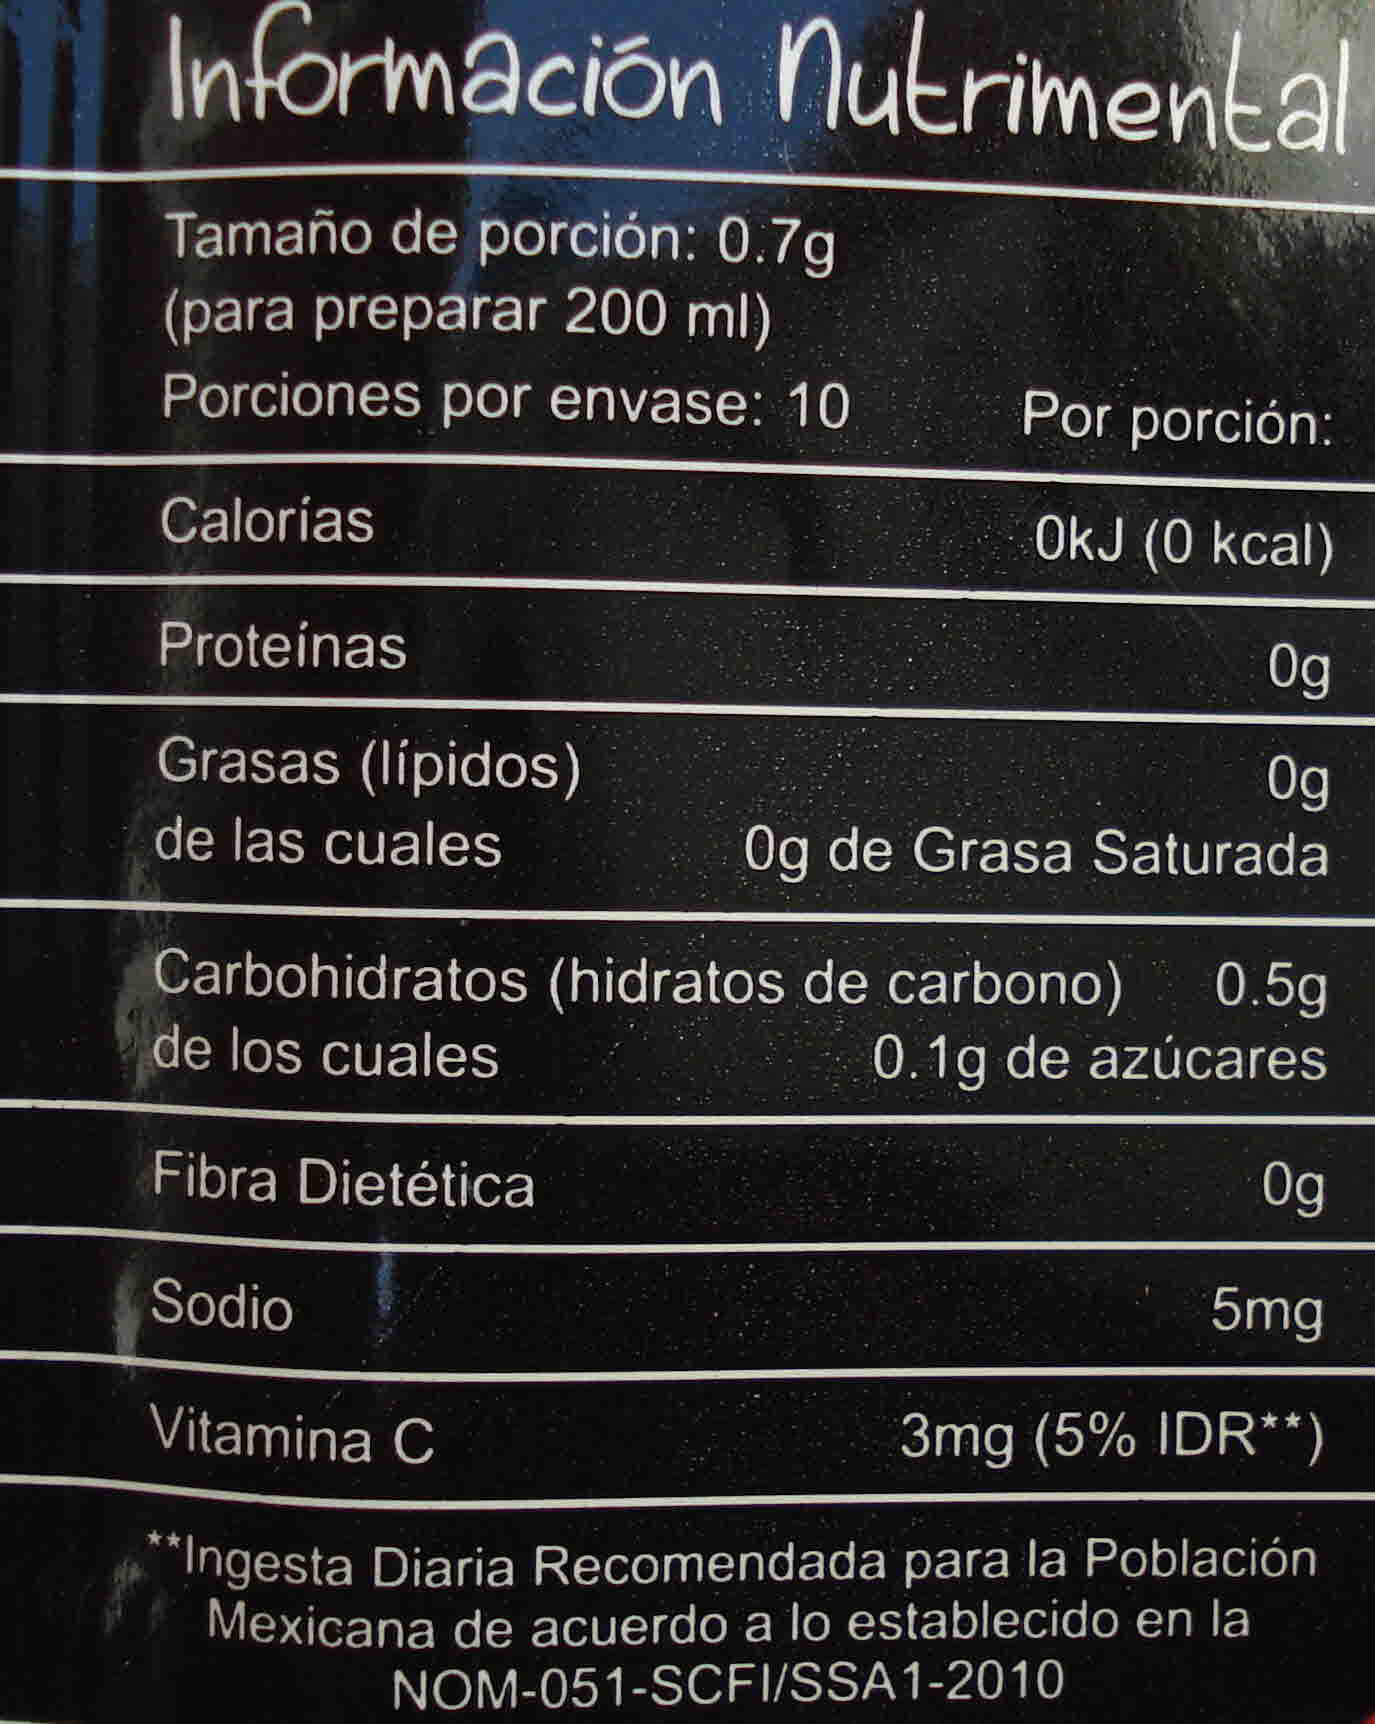 Información Nutrimental
Tamaño de porción: 0.7g
(para preparar 200 ml)
Porciones por envase: 10 Por porción:
Calorías 0kJ (0 kcal)
Proteínas 0g
Grasas (lípidos) 0g
de las cuales 0g de Grasa Saturada
Carbohidratos (hidratos de carbono) 0.5g
de los cuales 0.1g de azúcares
Fibra Dietética 0g
Sodio 5mg
Vitamina C 3mg (5% IDR**)
**Ingesta Diaria Recomendada para la Población
Mexicana de acuerdo a lo establecido en la
NOM-051-SCFI/SSA1-2010